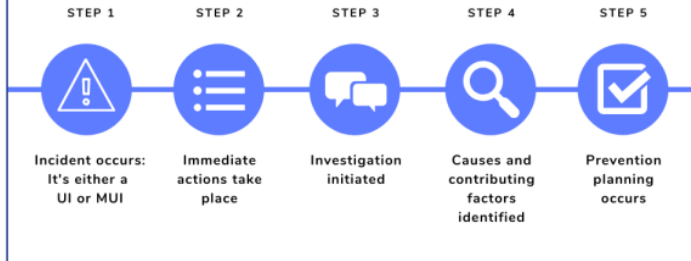 STEP 1
STEP 2
STEP 3
STEP 4
STEP 5
Incident occurs:
It's either a
UI or MUI
Immediate
actions take
place
Investigation
initiated
Causes and
contributing
factors
identified
Prevention
planning
occurs